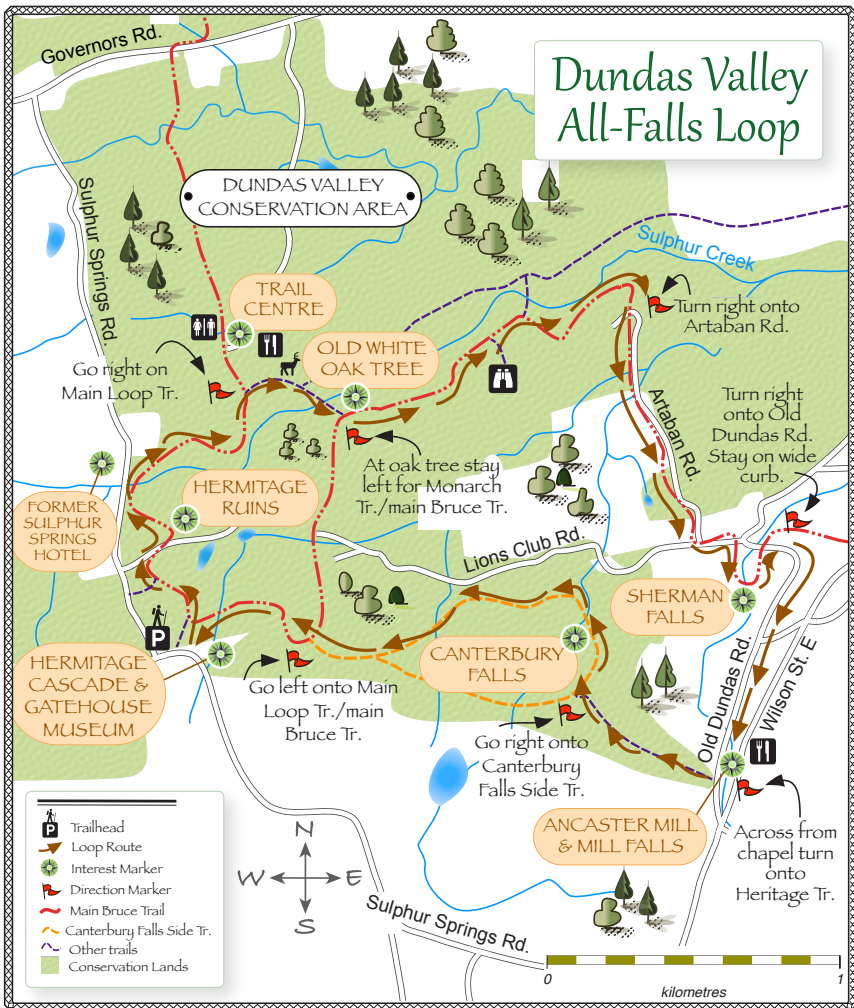 Dundas Valley
All-Falls Loop
Governors Rd.
DUNDAS VALLEY
CONSERVATION AREA
Sulphur Springs Rd.
Sulphur Creek
TRAIL
CENTRE
Turn right onto
Artaban Rd.
Go right on
Main Loop Tr.
OLD WHITE
OAK TREE
Artaban Rd.
Turn right
onto Old
Dundas Rd.
Stay on wide
curb.
At oak tree stay
left for Monarch
Tr./main Bruce Tr.
HERMITAGE
RUINS
FORMER
SULPHUR
SPRINGS
HOTEL
Lions Club Rd.
SHERMAN
FALLS
P
CANTERBURY
FALLS
HERMITAGE
CASCADE &
GATEHOUSE
MUSEUM
Go left onto Main
Loop Tr./main
Bruce Tr.
Old Dundas Rd.
Wilson St. E
Go right onto
Canterbury
Falls Side Tr.
ANCASTER MILL
& MILL FALLS
Across from
chapel turn
onto
Heritage Tr.
P
Trailhead
Loop Route
Interest Marker
Direction Marker
Main Bruce Trail
Canterbury Falls Side Tr.
Other trails
Conservation Lands
N
W E
S
Sulphur Springs Rd.
0 1
kilometres